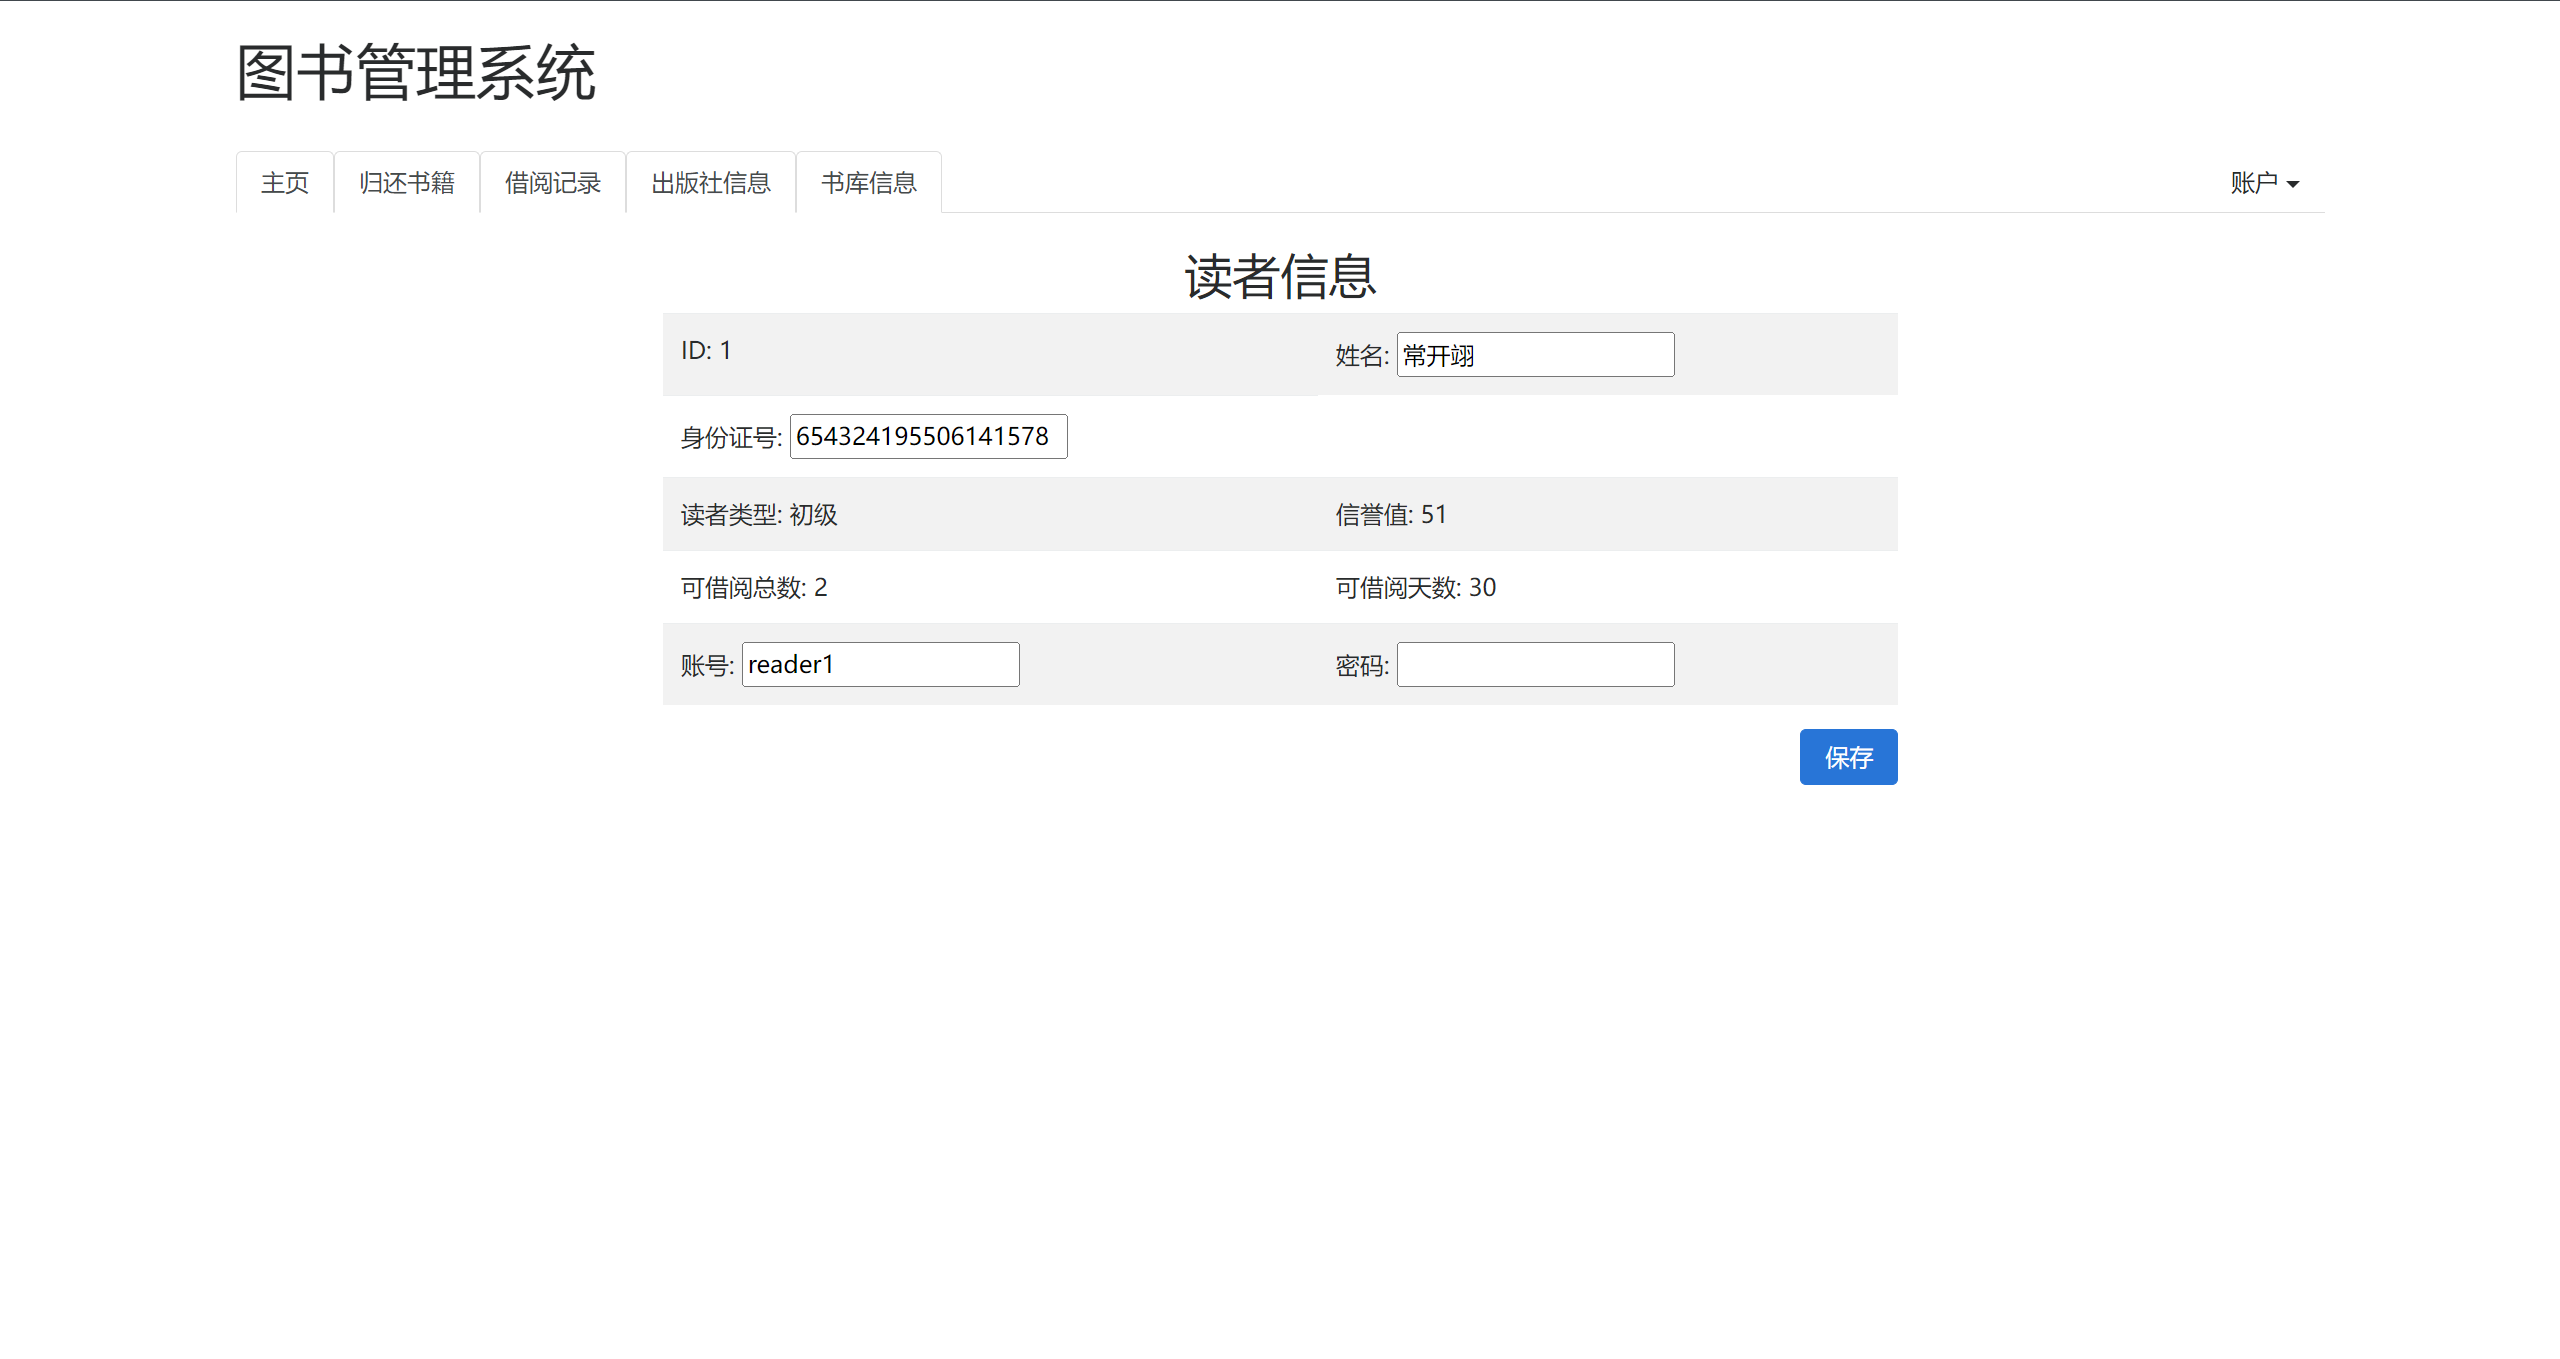 图书管理系统
主页 归还书籍 借阅记录 出版社信息 书库信息 账户
读者信息
ID: 1 姓名: 常开翊
身份证号: 654324195506141578
读者类型: 初级 信誉值: 51
可借阅总数: 2 可借阅天数: 30
账号: reader1 密码:
保存